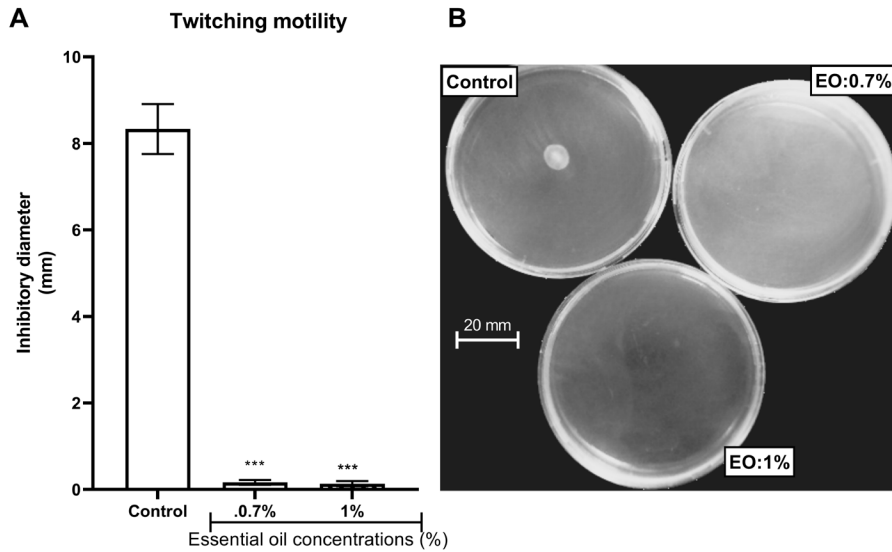 A
Twitching motility
Inhibitory diameter
(mm)
10
8
6
4
2
0
***
***
Control
.0.7%
1%
Essential oil concentrations (%)
B
Control
EO:0.7%
20 mm
EO:1%